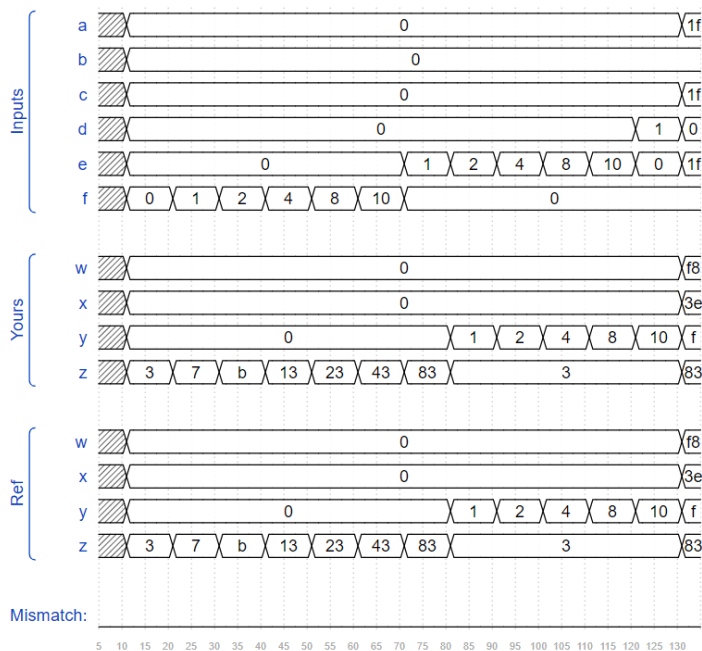 Inputs
a 0 1f
b 0
c 0 1f
d 0 1 0
e 0 1 2 4 8 10 0 1f
f 0 1 2 4 8 10 0
Yours
w 0 f8
x 0 3e
y 0 1 2 4 8 10 f
z 3 7 b 13 23 43 83 3 83
Ref
w 0 f8
x 0 3e
y 0 1 2 4 8 10 f
z 3 7 b 13 23 43 83 3 83
Mismatch:
5 10 15 20 25 30 35 40 45 50 55 60 65 70 75 80 85 90 95 100 105 110 115 120 125 130